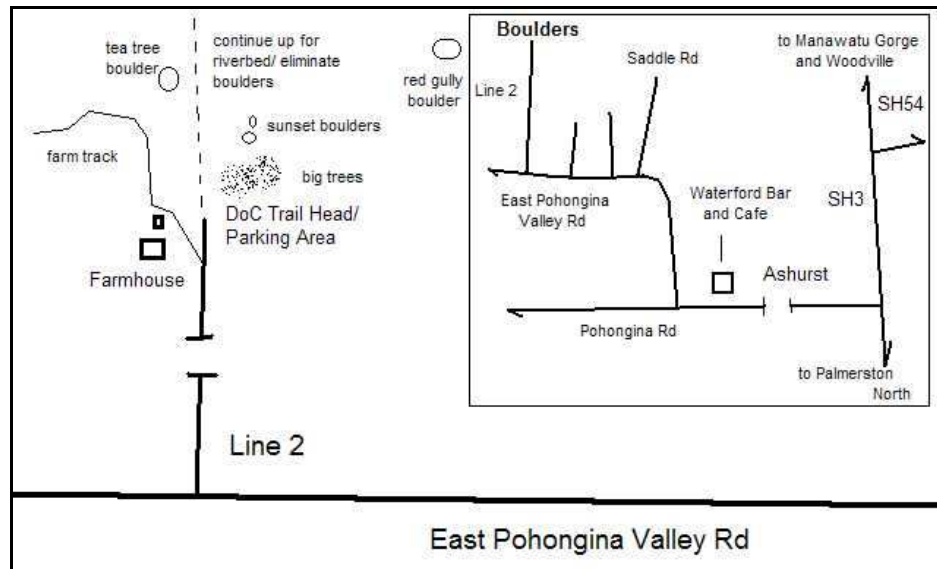 tea tree
boulder
continue up for
riverbed/ eliminate
boulders
red gully
boulder
sunset boulders
farm track
big trees
DoC Trail Head/
Parking Area
Farmhouse
Line 2
East Pohongina Valley Rd
Boulders
Saddle Rd
to Manawatu Gorge
and Woodville
Line 2
SH54
East Pohongina
Valley Rd
Waterford Bar
and Cafe
SH3
Ashurst
Pohongina Rd
to Palmerston
North